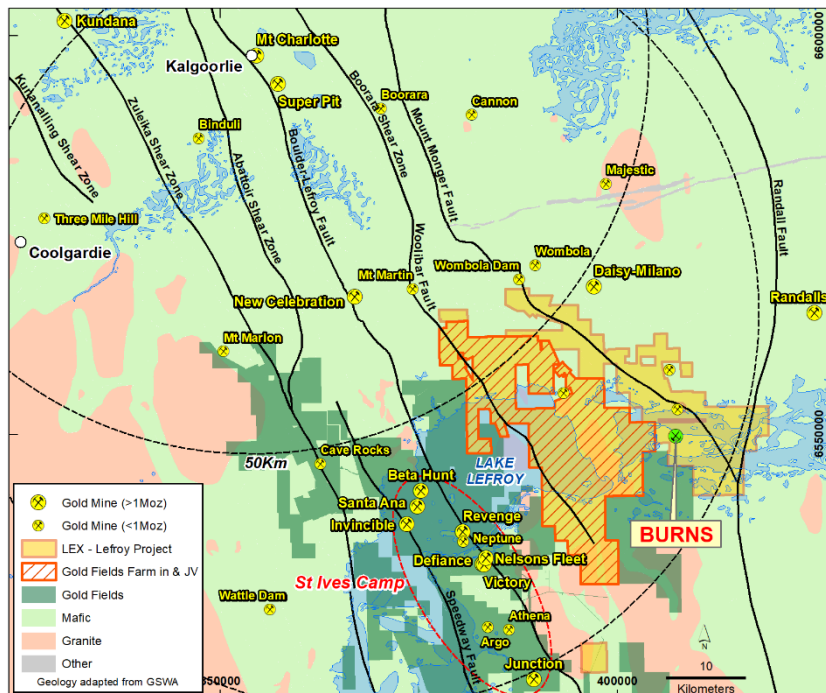 Kundana
Mt Charlotte
Kalgoorlie
Super Pit
Boorara
Cannon
Binduli
Kunanalling Shear Zone
Zuleika Shear Zone
Abattoir Shear Zone
Boulder-Lefroy Fault
Boorara Shear Zone
Mount Monger Fault
Majestic
Randall Fault
6600000
Three Mile Hill
Coolgardie
Woolibar Fault
Mt Martin
Wombola Dam
Wombola
Daisy-Milano
New Celebration
Randalls
Mt Marion
50Km
Cave Rocks
LAKE
LEFROY
6550000
Beta Hunt
Santa Ana
Invincible
Revenge
Neptune
Defiance
Nelsons Fleet
Victory
BURNS
St Ives Camp
Wattle Dam
Speedway Fault
Athena
Argo
Junction
Gold Mine (>1Moz)
Gold Mine (<1Moz)
LEX - Lefroy Project
Gold Fields Farm in & JV
Gold Fields
Mafic
Granite
Other
Geology adapted from GSWA
350000
400000
N
10
Kilometers